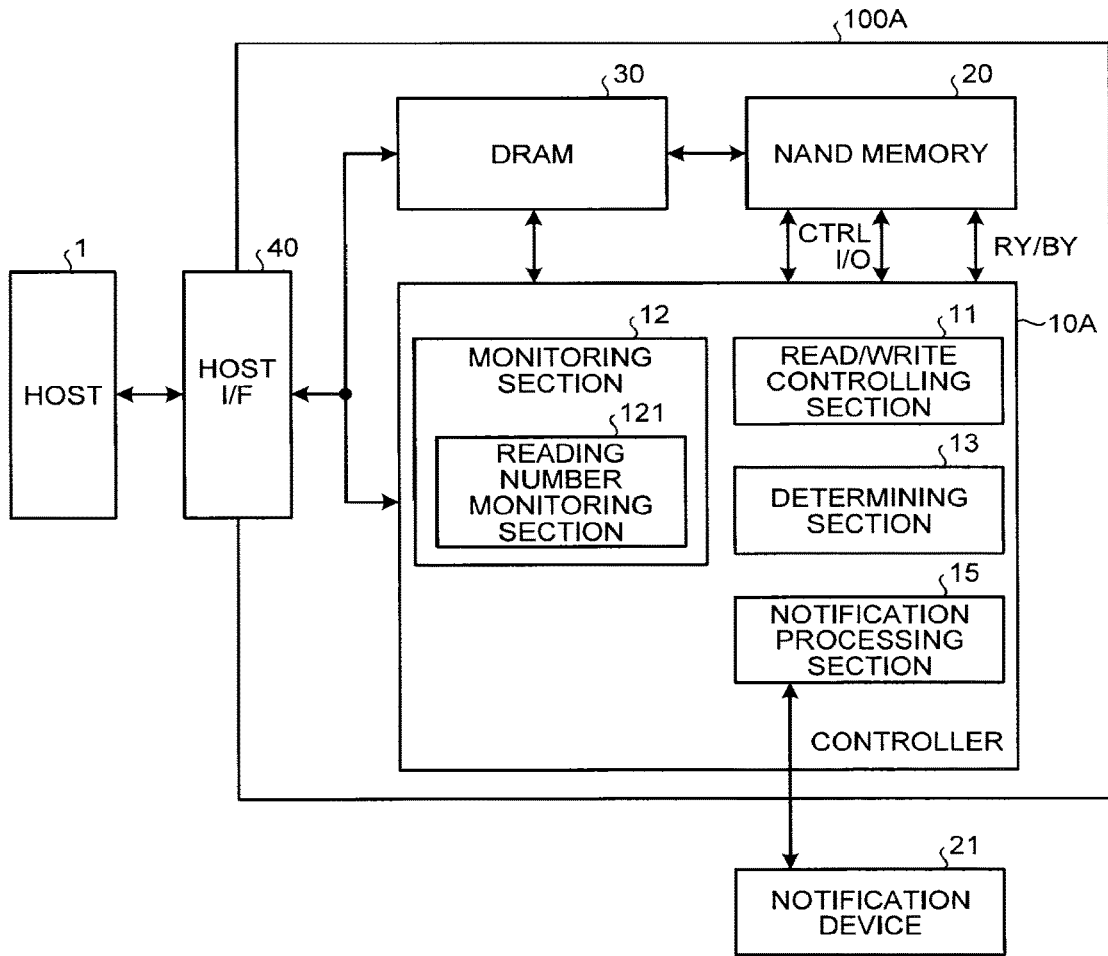 100A
30
20
DRAM
NAND MEMORY
1
40
CTRL
I/O
RY/BY
HOST
HOST
I/F
10A
12
11
MONITORING
SECTION
READ/WRITE
CONTROLLING
SECTION
121
READING
NUMBER
MONITORING
SECTION
13
DETERMINING
SECTION
15
NOTIFICATION
PROCESSING
SECTION
CONTROLLER
21
NOTIFICATION
DEVICE